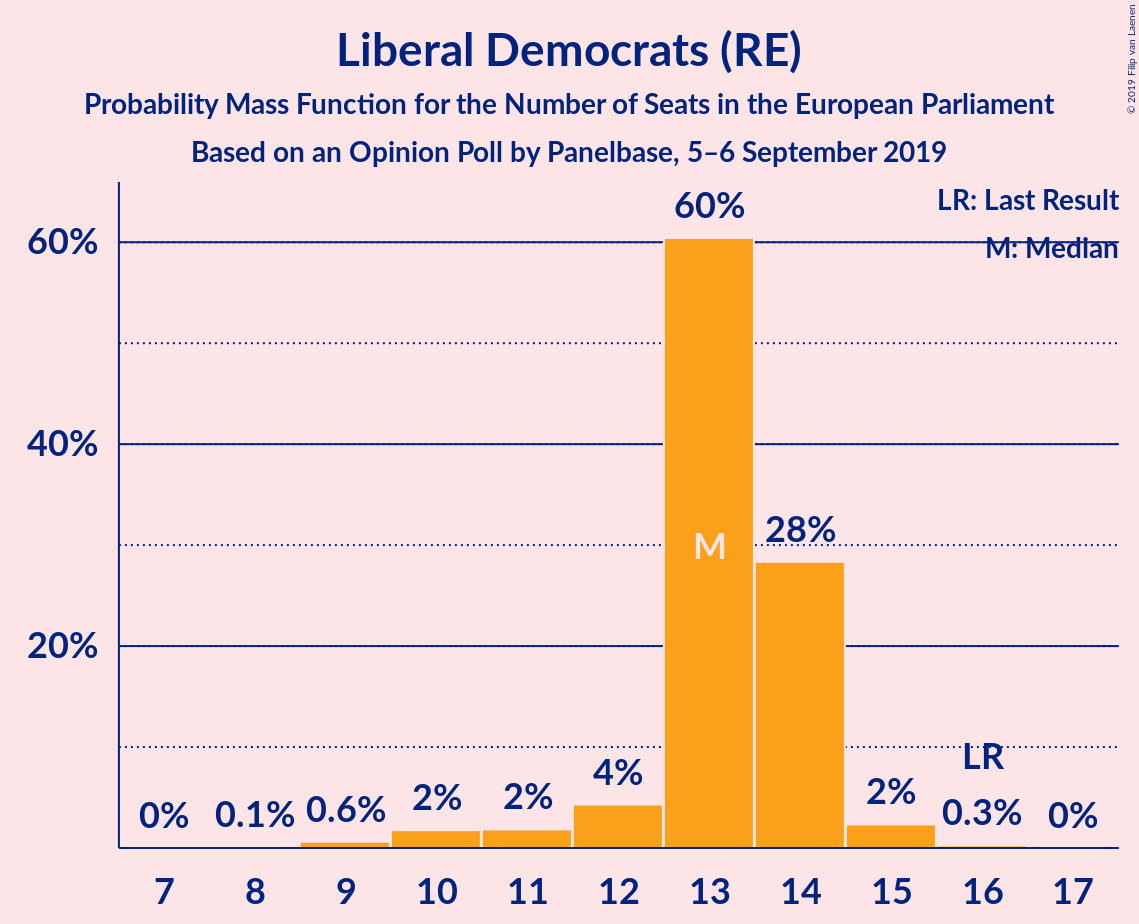 Liberal Democrats (RE)
Probability Mass Function for the Number of Seats in the European Parliament
Based on an Opinion Poll by Panelbase, 5–6 September 2019
© 2019 Filip van Laenen
LR: Last Result
M: Median
60%
40%
20%
0%
0.1%
0.6%
2%
2%
4%
60%
M
28%
2%
LR
0.3%
0%
7 8 9 10 11 12 13 14 15 16 17